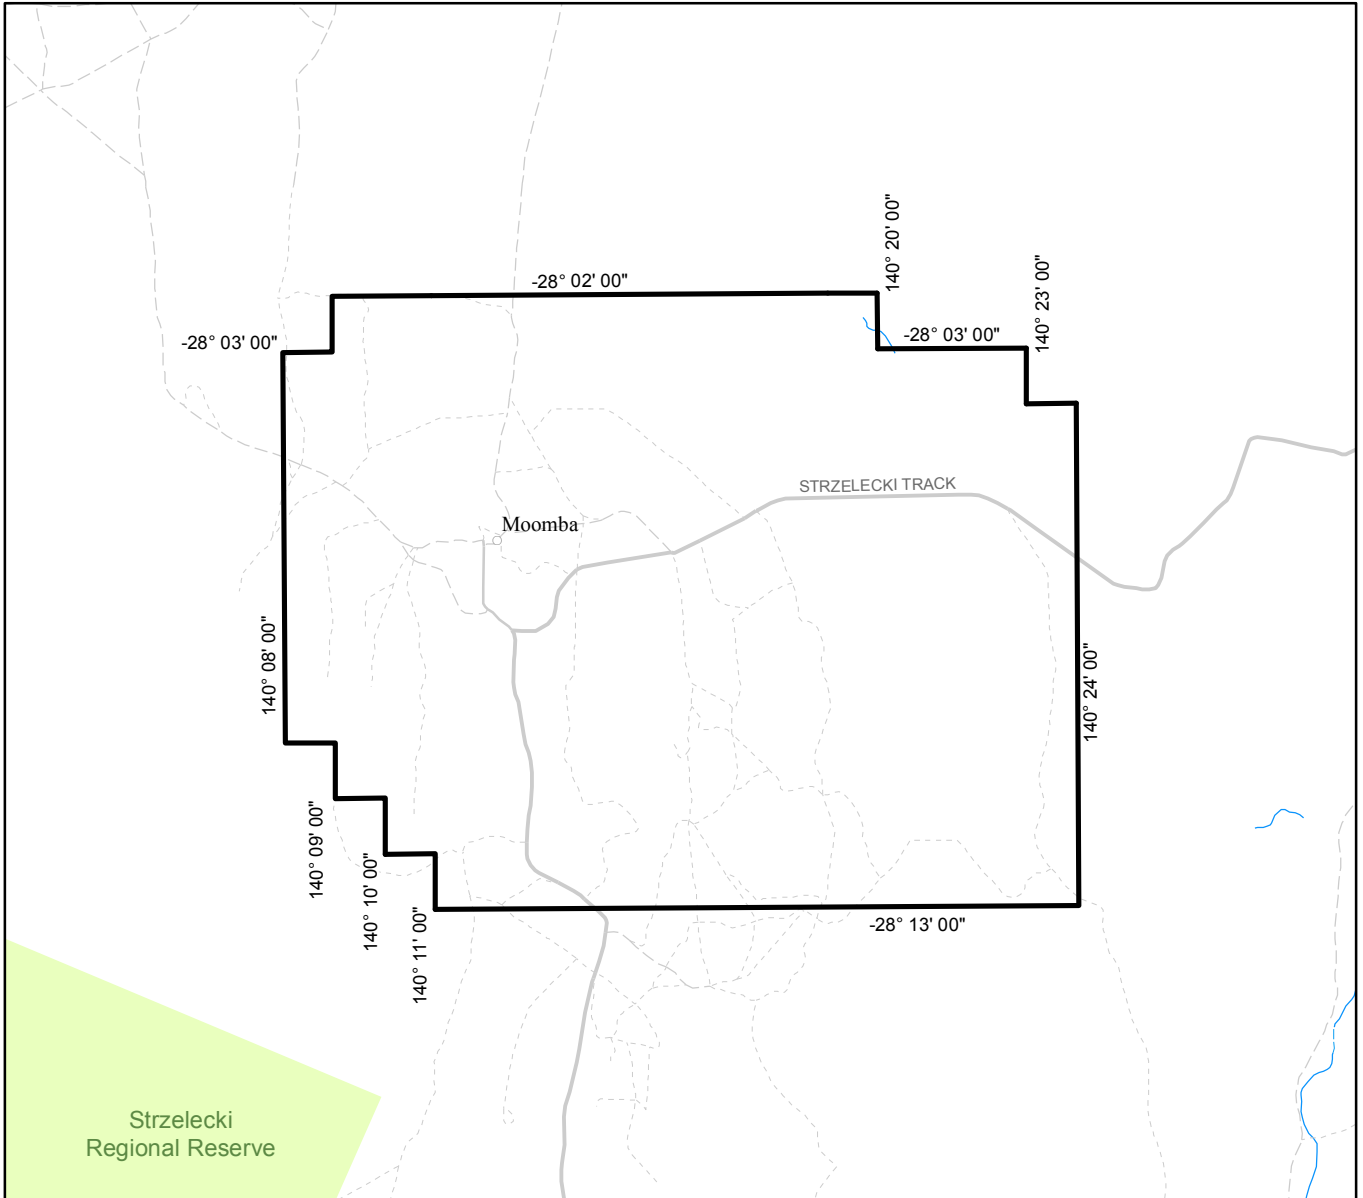 140° 20' 00"
140° 23' 00"
-28° 02' 00"
-28° 03' 00"
-28° 03' 00"
STRZELECKI TRACK
Moomba
140° 08' 00"
140° 24' 00"
140° 09' 00"
140° 10' 00"
140° 11' 00"
-28° 13' 00"
Strzelecki
Regional Reserve